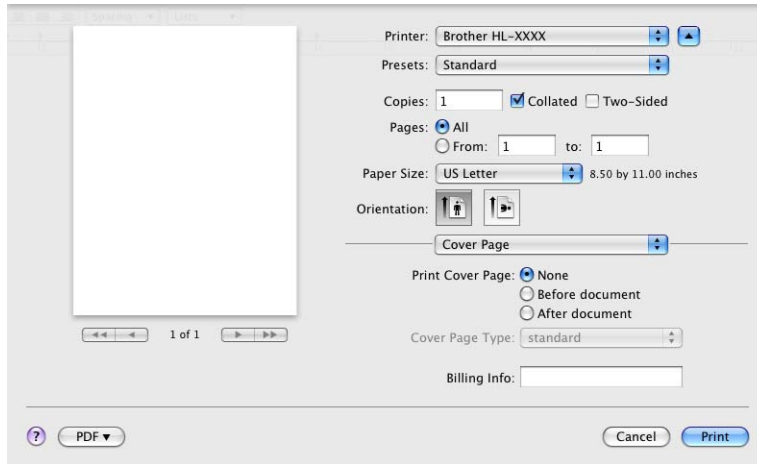 Spacing Lists
Printer: Brother HL-XXXX
Presets: Standard
Copies: 1 Collated Two-Sided
Pages: All
From: 1 to: 1
Paper Size: US Letter 8.50 by 11.00 inches
Orientation:
Cover Page
Print Cover Page: None
Before document
After document
1 of 1
Cover Page Type: standard
Billing Info:
? PDF ▼ Cancel Print